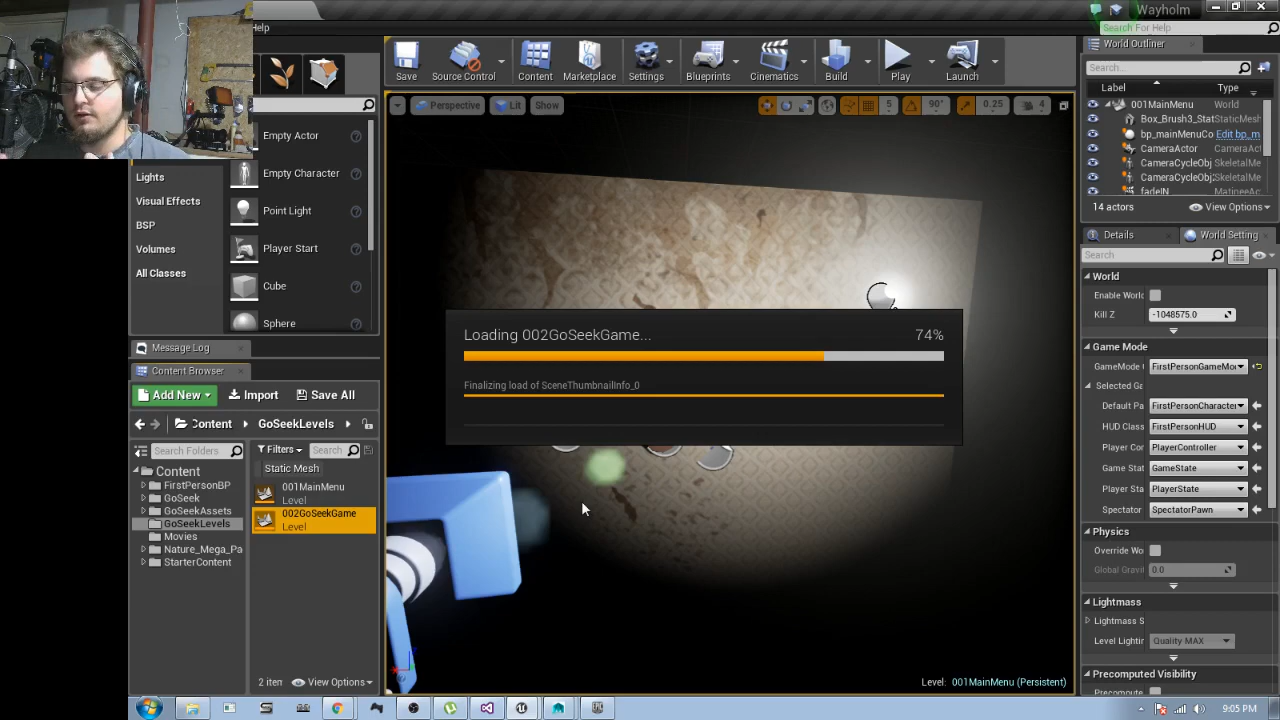 Wayholm
Help
Search For Help
Save
Source Control
Content
Marketplace
Settings
Blueprints
Cinematics
Build
Play
Launch
World Outliner
Search...
Label
Type
001MainMenu World
Box_Brush3_Stat StaticMesh
bp_mainMenuCo Edit bp_m
CameraActor CameraAct
CameraCycleObj SkeletalMe
CameraCycleObj SkeletalMe
fadeIN MatineeAc
14 actors
View Options
Perspective
Lit
Show
5
90°
0.25
4
Empty Actor
Empty Character
Point Light
Player Start
Cube
Sphere
Lights
Visual Effects
BSP
Volumes
All Classes
Message Log
Content Browser
Add New
Import
Save All
Content
GoSeekLevels
Search Folders
Filters
Search
Static Mesh
Content
FirstPersonBP
GoSeek
GoSeekAssets
GoSeekLevels
Movies
Nature_Mega_Pa
StarterContent
001MainMenu
Level
002GoSeekGame
Level
2 iten
View Options
Loading 002GoSeekGame...
74%
Finalizing load of SceneThumbnailInfo_0
Level: 001MainMenu (Persistent)
Details
World Setting
Search
World
Enable World
Kill Z
-1048575.0
Game Mode
GameMode
FirstPersonGameMo
Selected Ga
Default Pa
FirstPersonCharacter
HUD Class
FirstPersonHUD
Player Con
PlayerController
Game Stat
GameState
Player Sta
PlayerState
Spectator
SpectatorPawn
Physics
Override Wo
Global Gravit
0.0
Lightmass
Lightmass S
Level Lightin
Quality MAX
Precomputed Visibility
Precompute
9:05 PM